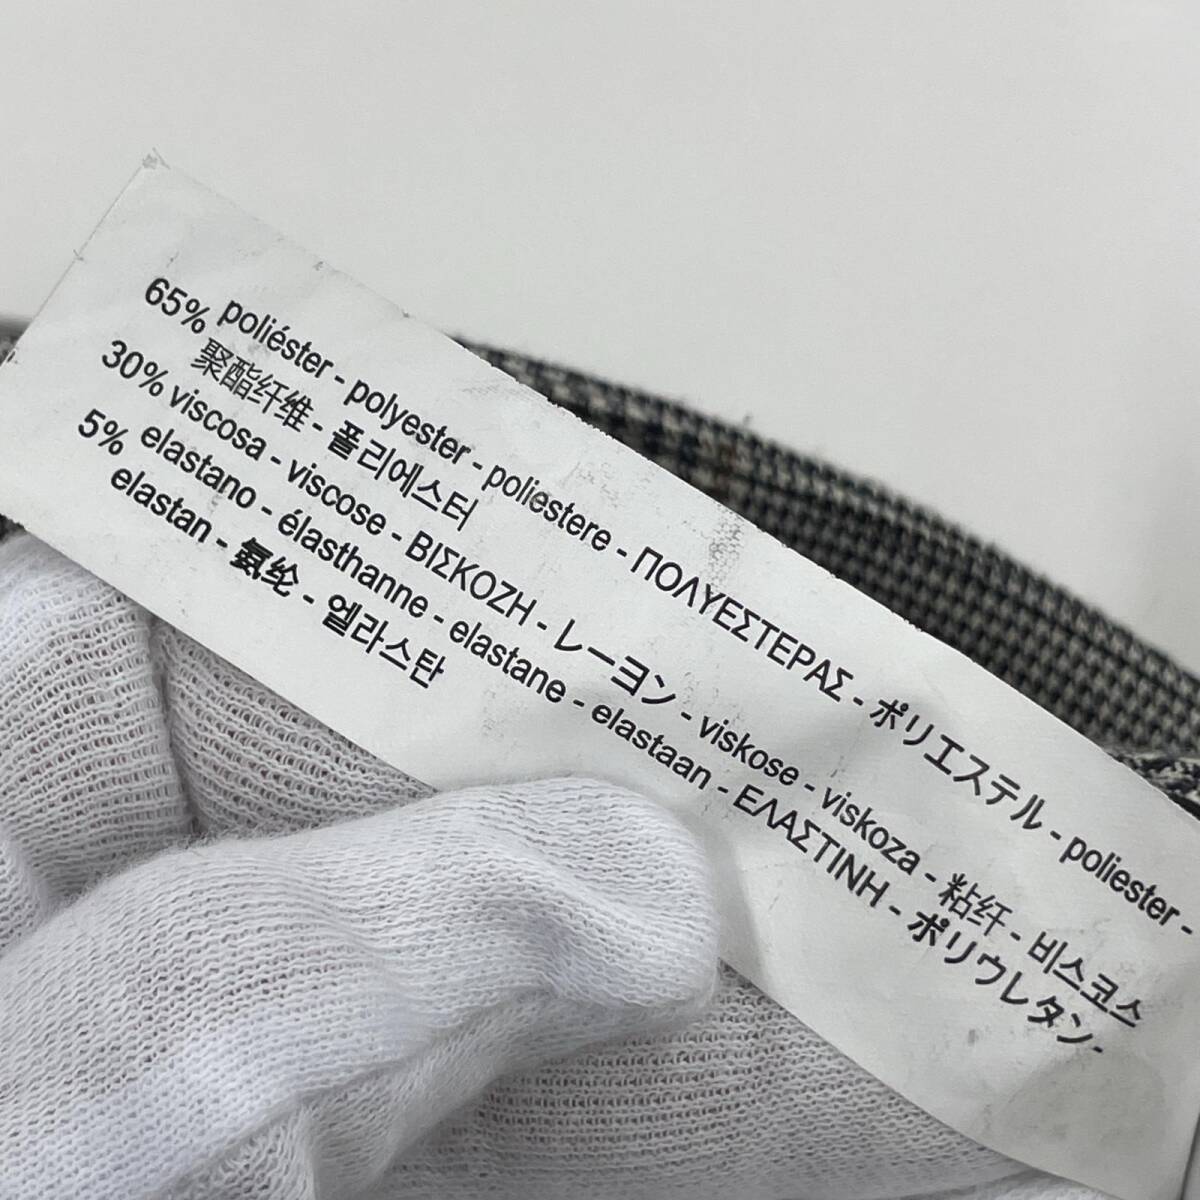 65% poliéster - polyester - poliestere - ΠΟΛΥΕΣΤΕΡΑΣ - ポリエステル - poliester -
聚酯纤维 - 폴리에스터
30% viscosa - viscose - ΒΙΣΚΟΖΗ - レーヨン - viskose - viskoza - 粘纤 - 비스코스
5% elastano - élasthanne - elastane - elastaan - ΕΛΑΣΤΙΝΗ - ポリウレタン-
elastan - 氨纶 - 엘라스탄